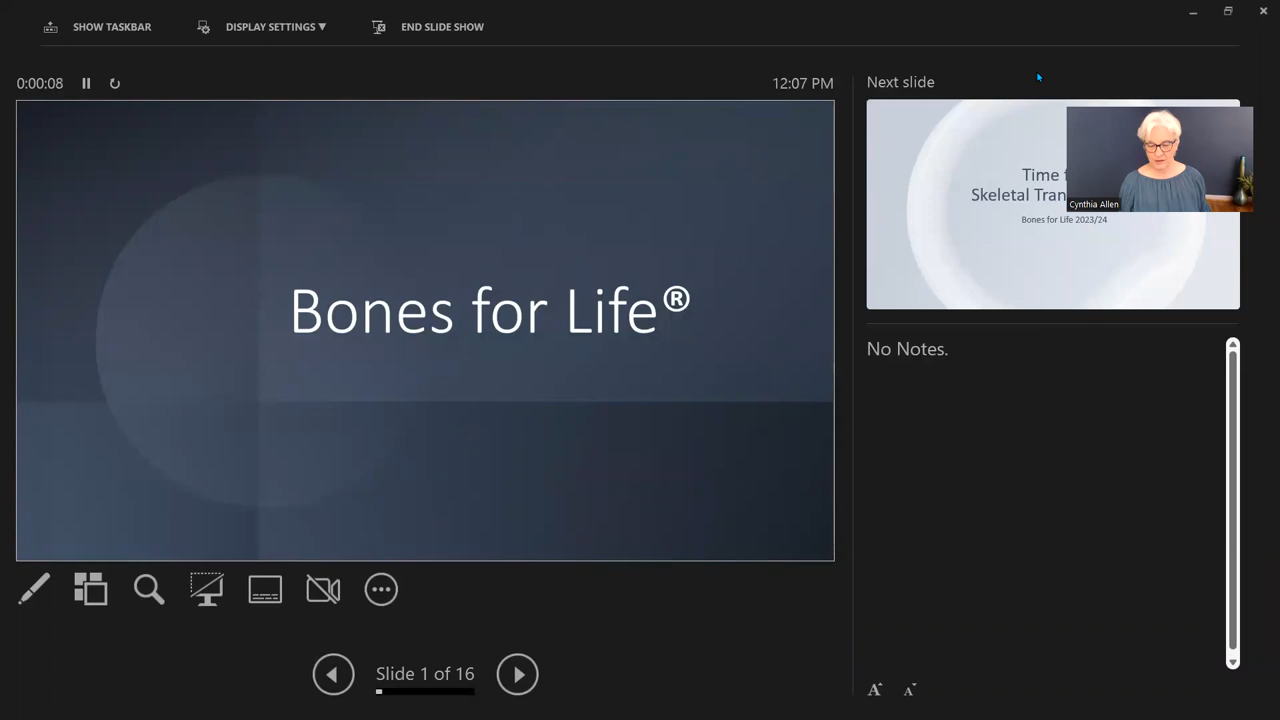 SHOW TASKBAR
DISPLAY SETTINGS ▼
END SLIDE SHOW
0:00:08
12:07 PM
Next slide
Bones for Life®
Time f
Skeletal Tran
Bones for Life 2023/24
Cynthia Allen
No Notes.
Slide 1 of 16
A A